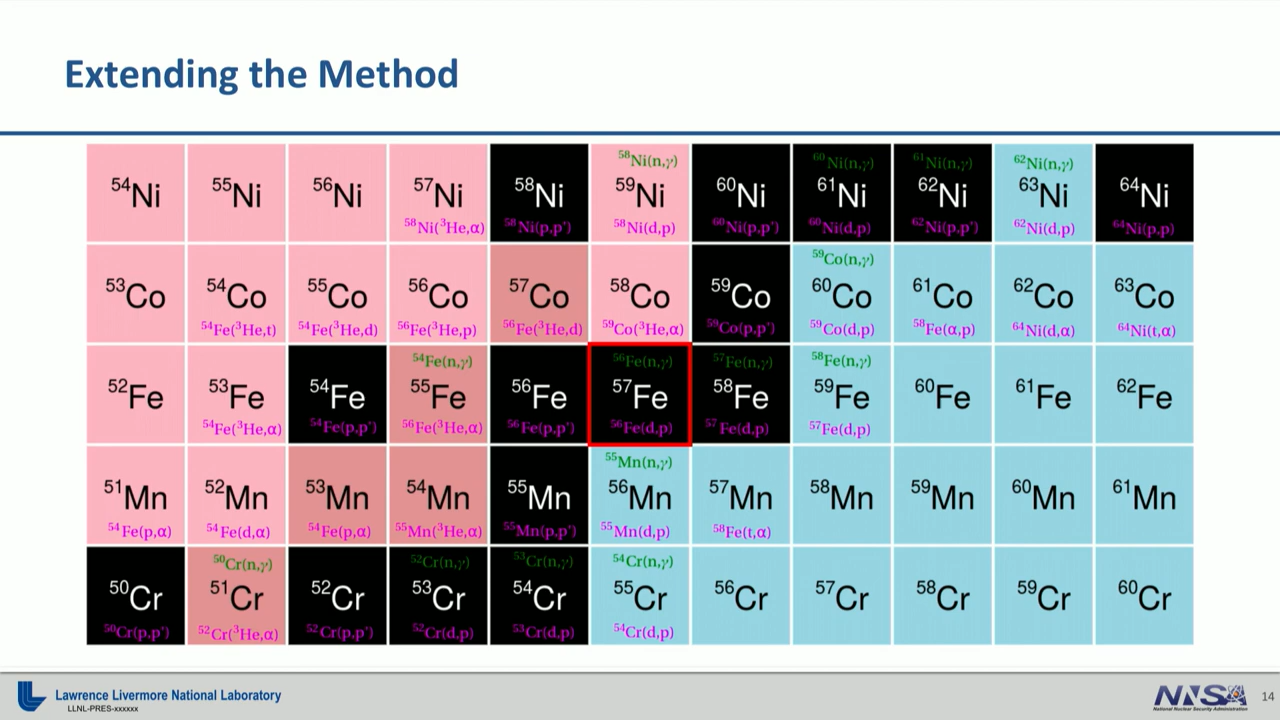 Extending the Method
⁵⁴Ni
⁵⁵Ni
⁵⁶Ni
⁵⁷Ni
⁵⁸Ni(³He,α)
⁵⁸Ni
⁵⁸Ni(p,p')
⁵⁸Ni(n,γ)
⁵⁹Ni
⁵⁸Ni(d,p)
⁶⁰Ni
⁶⁰Ni(p,p')
⁶⁰Ni(n,γ)
⁶¹Ni
⁶⁰Ni(d,p)
⁶¹Ni(n,γ)
⁶²Ni
⁶²Ni(p,p')
⁶²Ni(n,γ)
⁶³Ni
⁶²Ni(d,p)
⁶⁴Ni
⁶⁴Ni(p,p)
⁵³Co
⁵⁴Co
⁵⁴Fe(³He,t)
⁵⁵Co
⁵⁴Fe(³He,d)
⁵⁶Co
⁵⁶Fe(³He,p)
⁵⁷Co
⁵⁶Fe(³He,d)
⁵⁸Co
⁵⁹Co(³He,α)
⁵⁹Co
⁵⁹Co(p,p')
⁵⁹Co(n,γ)
⁶⁰Co
⁵⁹Co(d,p)
⁶¹Co
⁵⁸Fe(α,p)
⁶²Co
⁶⁴Ni(d,α)
⁶³Co
⁶⁴Ni(t,α)
⁵²Fe
⁵³Fe
⁵⁴Fe(³He,α)
⁵⁴Fe
⁵⁴Fe(p,p')
⁵⁴Fe(n,γ)
⁵⁵Fe
⁵⁶Fe(³He,α)
⁵⁶Fe
⁵⁶Fe(p,p')
⁵⁶Fe(n,γ)
⁵⁷Fe
⁵⁶Fe(d,p)
⁵⁷Fe(n,γ)
⁵⁸Fe
⁵⁷Fe(d,p)
⁵⁸Fe(n,γ)
⁵⁹Fe
⁵⁷Fe(d,p)
⁶⁰Fe
⁶¹Fe
⁶²Fe
⁵¹Mn
⁵⁴Fe(p,α)
⁵²Mn
⁵⁴Fe(d,α)
⁵³Mn
⁵⁴Fe(p,α)
⁵⁴Mn
⁵⁵Mn(³He,α)
⁵⁵Mn
⁵⁵Mn(p,p')
⁵⁵Mn(n,γ)
⁵⁶Mn
⁵⁵Mn(d,p)
⁵⁷Mn
⁵⁸Fe(t,α)
⁵⁸Mn
⁵⁹Mn
⁶⁰Mn
⁶¹Mn
⁵⁰Cr
⁵⁰Cr(p,p')
⁵⁰Cr(n,γ)
⁵¹Cr
⁵²Cr(³He,α)
⁵²Cr
⁵²Cr(p,p')
⁵²Cr(n,γ)
⁵³Cr
⁵²Cr(d,p)
⁵³Cr(n,γ)
⁵⁴Cr
⁵³Cr(d,p)
⁵⁴Cr(n,γ)
⁵⁵Cr
⁵⁴Cr(d,p)
⁵⁶Cr
⁵⁷Cr
⁵⁸Cr
⁵⁹Cr
⁶⁰Cr
Lawrence Livermore National Laboratory
LLNL-PRES-xxxxxx
NNSA
National Nuclear Security Administration
14